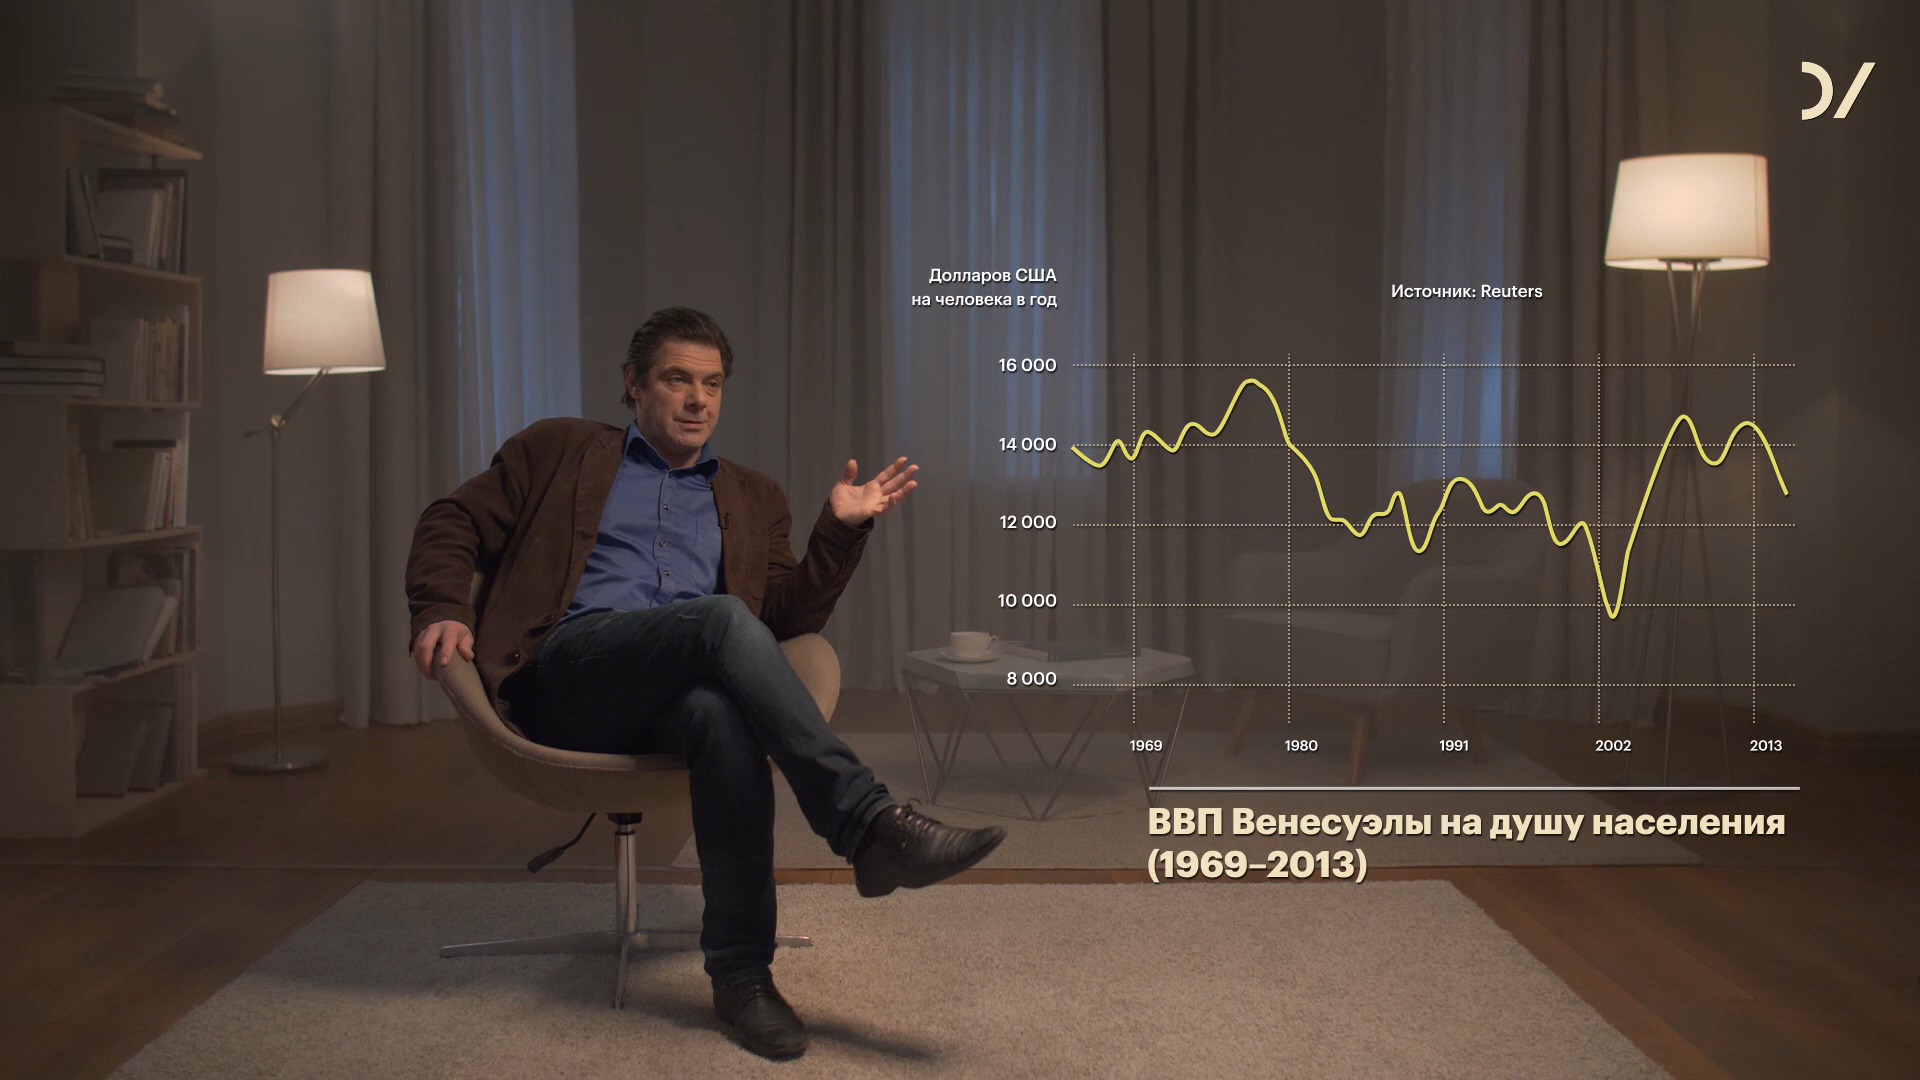 Долларов США
на человека в год
Источник: Reuters
16 000
14 000
12 000
10 000
8 000
1969
1980
1991
2002
2013
ВВП Венесуэлы на душу населения
(1969–2013)